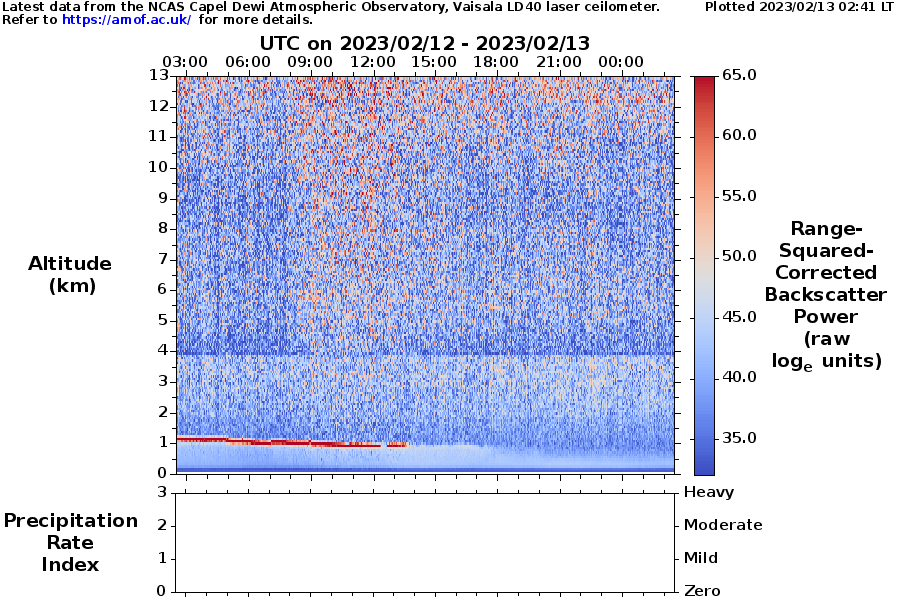 Latest data from the NCAS Capel Dewi Atmospheric Observatory, Vaisala LD40 laser ceilometer. Plotted 2023/02/13 02:41 LT
Refer to https://amof.ac.uk/ for more details.
UTC on 2023/02/12 - 2023/02/13
03:00 06:00 09:00 12:00 15:00 18:00 21:00 00:00
13
12
11
10
9
8
7
6
5
4
3
2
1
0
Altitude
(km)
65.0
60.0
55.0
50.0
45.0
40.0
35.0
Range-
Squared-
Corrected
Backscatter
Power
(raw
logₑ units)
3
2
1
0
Precipitation
Rate
Index
Heavy
Moderate
Mild
Zero